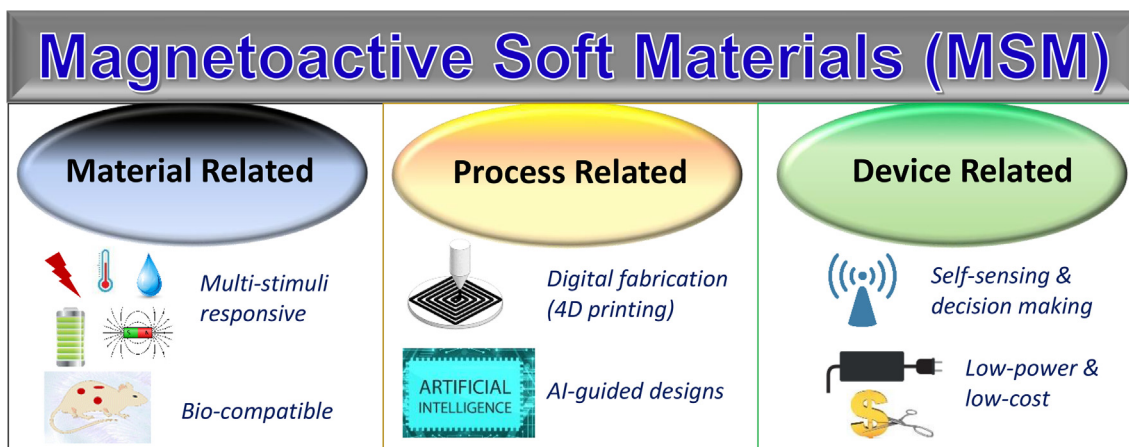 Magnetoactive Soft Materials (MSM)
Material Related
Multi-stimuli
responsive
Bio-compatible
Process Related
Digital fabrication
(4D printing)
ARTIFICIAL
INTELLIGENCE
AI-guided designs
Device Related
Self-sensing &
decision making
Low-power &
low-cost
$